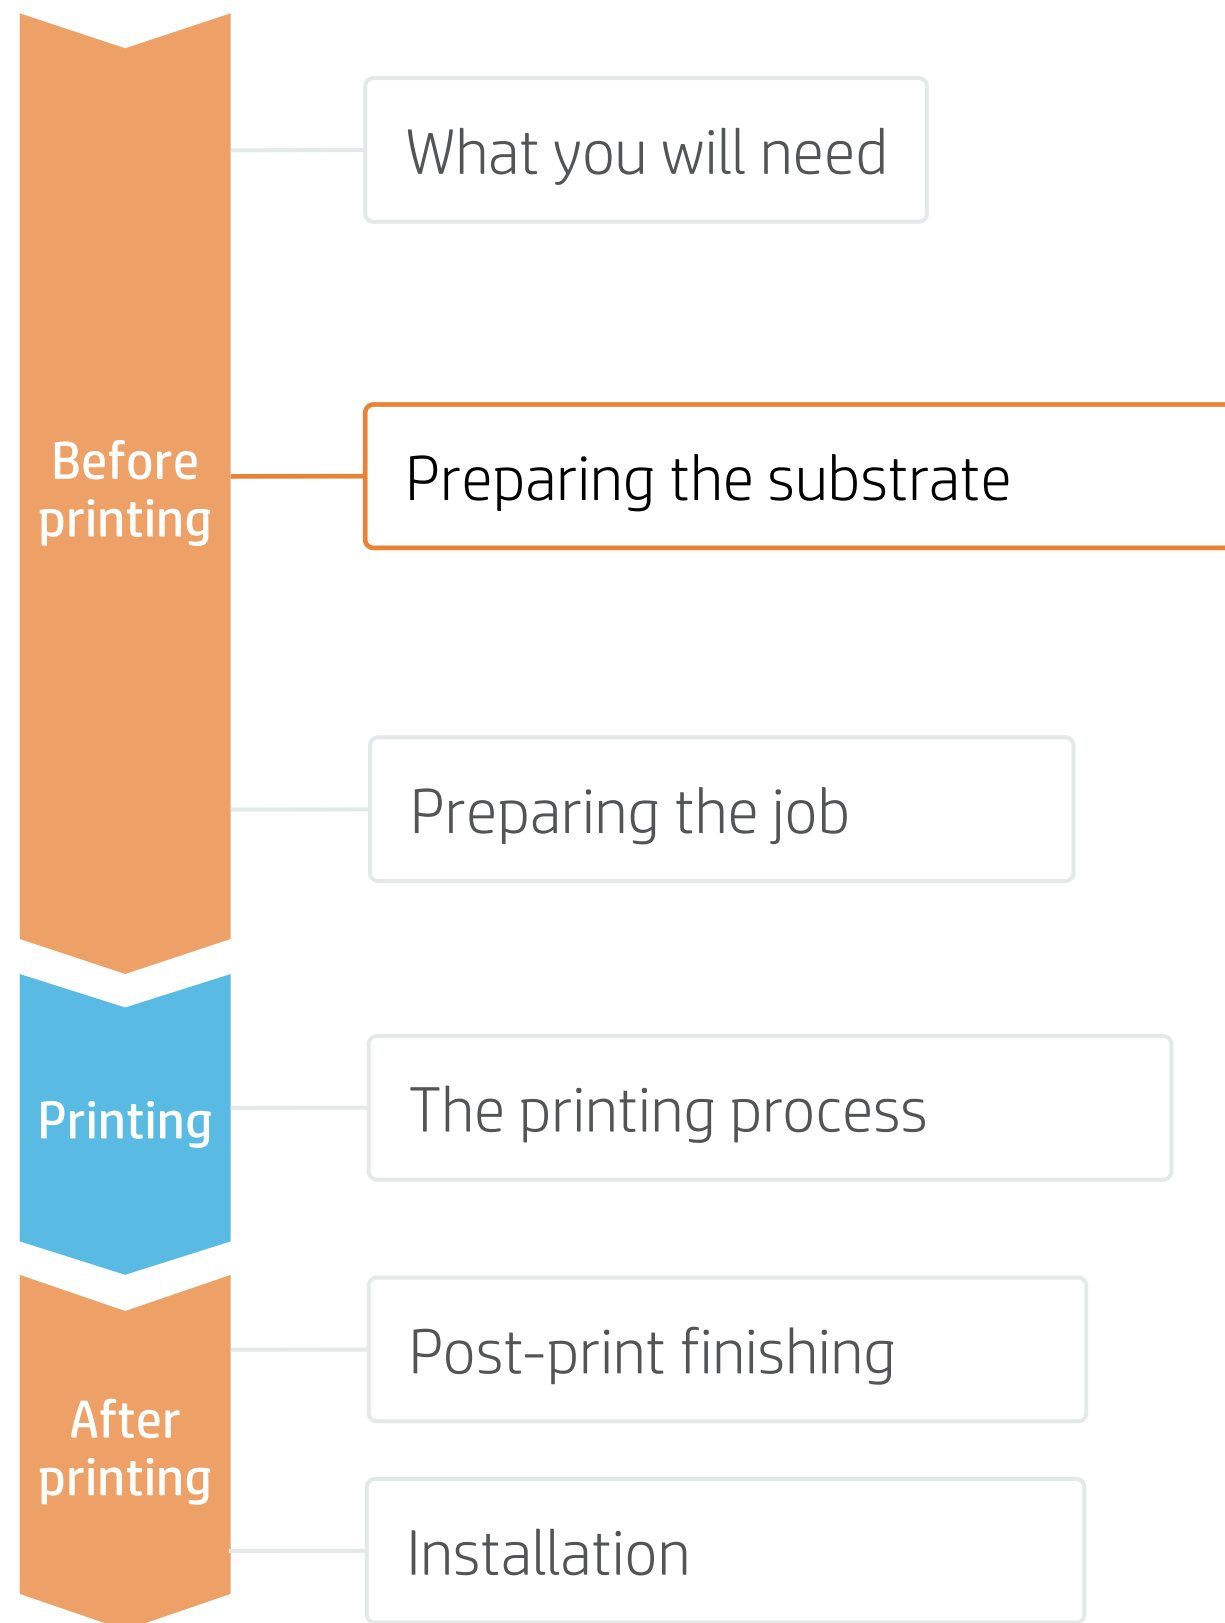 What you will need
Before
printing
Preparing the substrate
Preparing the job
Printing
The printing process
Post-print finishing
After
printing
Installation